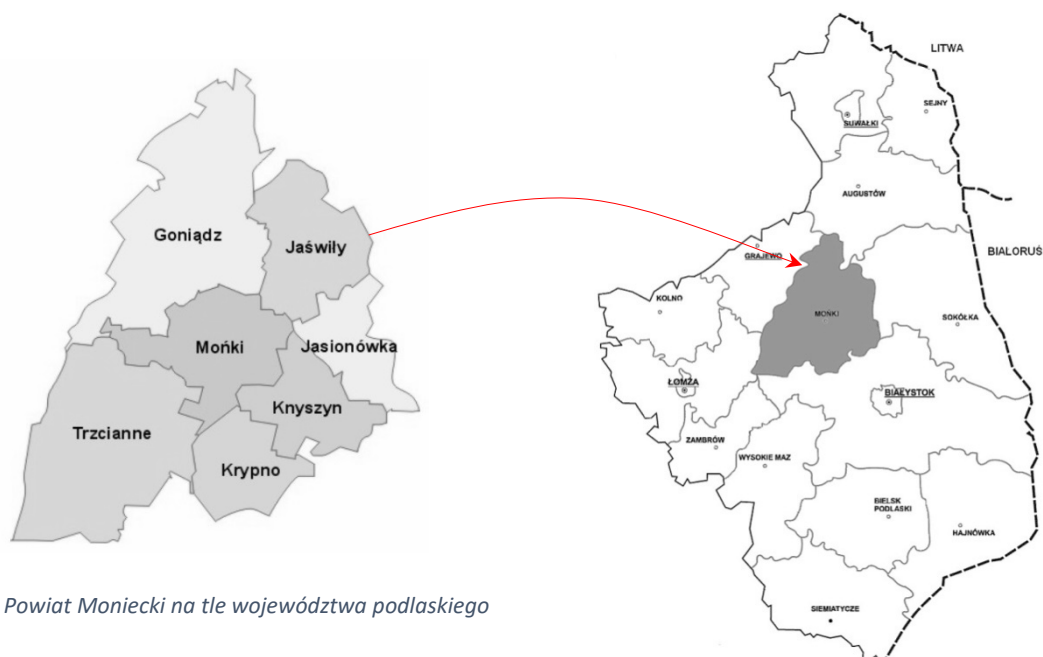 Goniądz
Jaświły
Mońki
Jasionówka
Knyszyn
Trzcianne
Krypno
Powiat Moniecki na tle województwa podlaskiego
LITWA
SEJNY
SUWAŁKI
AUGUSTÓW
BIALORUŚ
GRAJEWO
KOLNO
MOŃKI
SOKÓŁKA
ŁOMŻA
BIAŁYSTOK
ZAMBRÓW
WYSOKIE MAZ
BIELSK
PODLASKI
HAJNÓWKA
SIEMIATYCZE